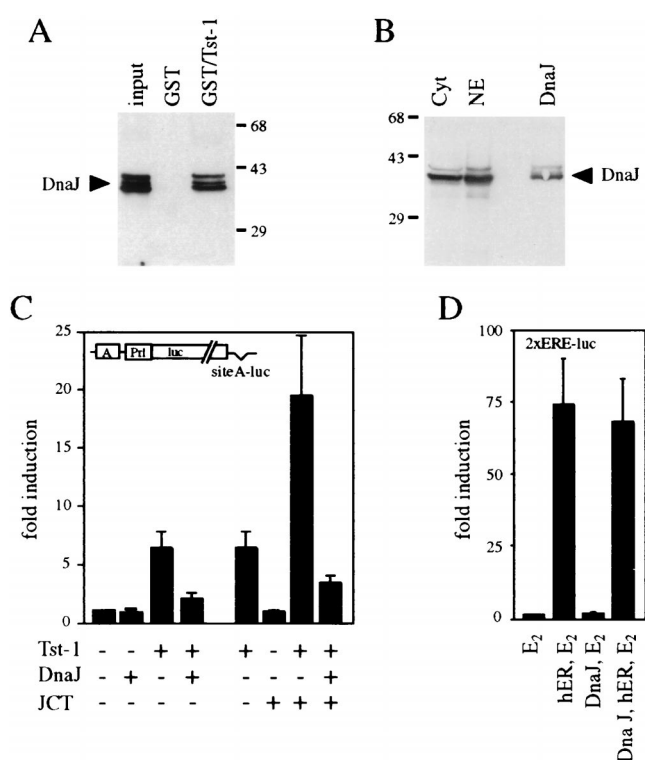 A
input
GST
GST/Tst-1
68
43
29
DnaJ
B
Cyt
NE
DnaJ
68
43
29
DnaJ
C
fold induction
25
20
15
10
5
0
A
Prl
luc
siteA-luc
Tst-1 - - + + + - + +
DnaJ - + - + - - - +
JCT - - - - - + + +
D
fold induction
100
75
50
25
0
2xERE-luc
E2
hER, E2
DnaJ, E2
Dna J, hER, E2